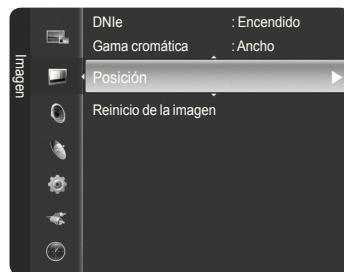 Imagen
DNIe : Encendido
Gama cromática : Ancho
Posición
Reinicio de la imagen